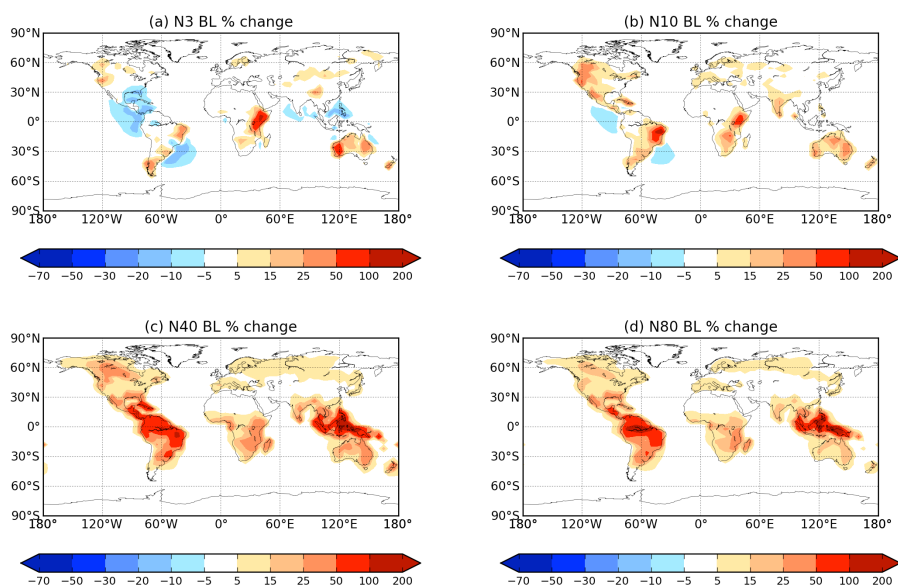 (a) N3 BL % change
90°N
60°N
30°N
0°
30°S
60°S
90°S
180° 120°W 60°W 0° 60°E 120°E 180°
−70 −50 −30 −20 −10 −5 5 15 25 50 100 200
(b) N10 BL % change
90°N
60°N
30°N
0°
30°S
60°S
90°S
180° 120°W 60°W 0° 60°E 120°E 180°
−70 −50 −30 −20 −10 −5 5 15 25 50 100 200
(c) N40 BL % change
90°N
60°N
30°N
0°
30°S
60°S
90°S
180° 120°W 60°W 0° 60°E 120°E 180°
−70 −50 −30 −20 −10 −5 5 15 25 50 100 200
(d) N80 BL % change
90°N
60°N
30°N
0°
30°S
60°S
90°S
180° 120°W 60°W 0° 60°E 120°E 180°
−70 −50 −30 −20 −10 −5 5 15 25 50 100 200